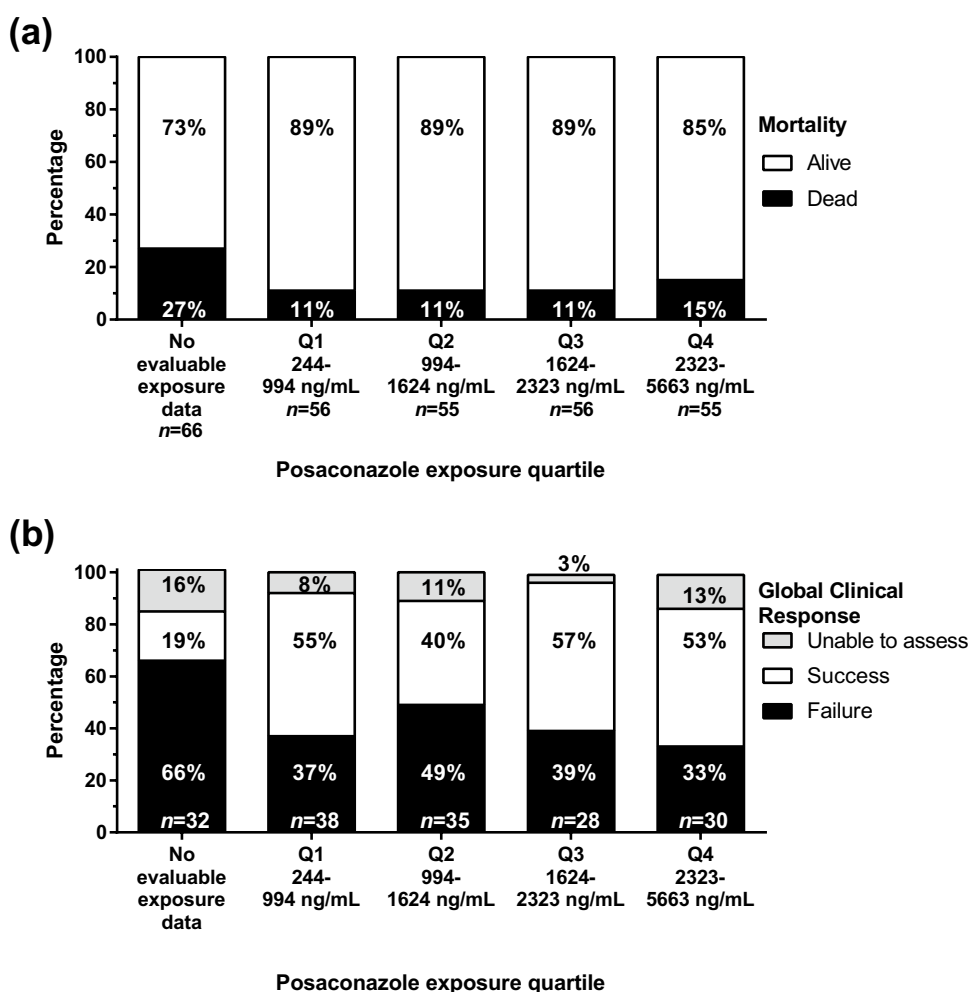 (a)
100
80
60
40
20
0
Percentage
73%
89%
89%
89%
85%
27%
11%
11%
11%
15%
Mortality
Alive
Dead
No
evaluable
exposure
data
n=66
Q1
244-
994 ng/mL
n=56
Q2
994-
1624 ng/mL
n=55
Q3
1624-
2323 ng/mL
n=56
Q4
2323-
5663 ng/mL
n=55
Posaconazole exposure quartile
(b)
100
80
60
40
20
0
Percentage
16%
8%
11%
3%
13%
19%
55%
40%
57%
53%
66%
37%
49%
39%
33%
n=32
n=38
n=35
n=28
n=30
Global Clinical
Response
Unable to assess
Success
Failure
No
evaluable
exposure
data
Q1
244-
994 ng/mL
Q2
994-
1624 ng/mL
Q3
1624-
2323 ng/mL
Q4
2323-
5663 ng/mL
Posaconazole exposure quartile